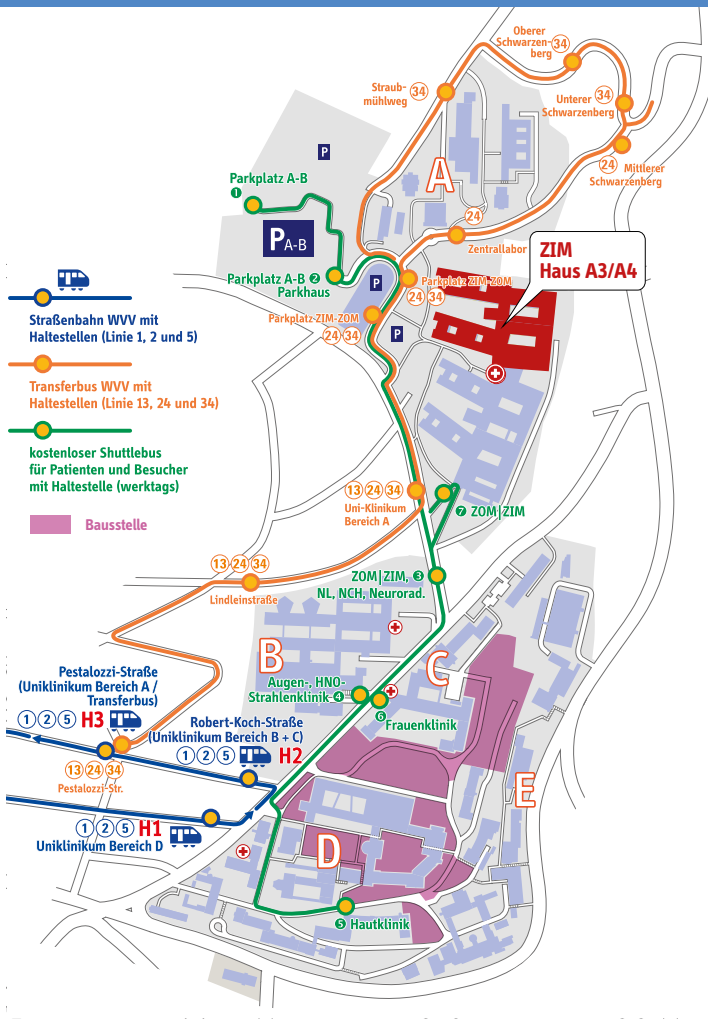 Oberer
Schwarzen-
berg 34
Straub-
mühlweg 34
Unterer 34
Schwarzenberg
P
A
24 Mittlerer
Schwarzenberg
Parkplatz A-B
1
24
Zentrallabor
PA-B
ZIM
Haus A3/A4
Parkplatz A-B 2
Parkhaus
P
Parkplatz ZIM-ZOM
24 34
Parkplatz ZIM-ZOM
24 34
P
Straßenbahn WVV mit
Haltestellen (Linie 1, 2 und 5)
Transferbus WVV mit
Haltestellen (Linie 13, 24 und 34)
kostenloser Shuttlebus
für Patienten und Besucher
mit Haltestelle (werktags)
Baustelle
13 24 34
Uni-Klinikum
Bereich A
7 ZOM|ZIM
13 24 34
Lindleinstraße
ZOM|ZIM, 3
NL, NCH, Neurorad.
B
C
Pestalozzi-Straße
(Uniklinikum Bereich A /
Transferbus)
1 2 5 H3
Augen-, HNO-
Strahlenklinik 4
6
Frauenklinik
Robert-Koch-Straße
(Uniklinikum Bereich B + C)
1 2 5 H2
13 24 34
Pestalozzi-Str.
E
1 2 5 H1
Uniklinikum Bereich D
D
5 Hautklinik